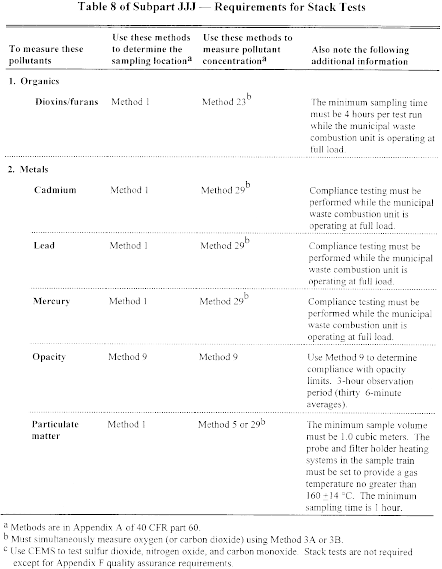 Table 8 of Subpart JJJ — Requirements for Stack Tests
To measure these pollutants
Use these methods to determine the sampling location^a
Use these methods to measure pollutant concentration^a
Also note the following additional information
1. Organics
Dioxins/furans Method 1 Method 23^b The minimum sampling time
must be 4 hours per test run
while the municipal waste
combustion unit is operating at
full load.
2. Metals
Cadmium Method 1 Method 29^b Compliance testing must be
performed while the municipal
waste combustion unit is
operating at full load.
Lead Method 1 Method 29^b Compliance testing must be
performed while the municipal
waste combustion unit is
operating at full load.
Mercury Method 1 Method 29^b Compliance testing must be
performed while the municipal
waste combustion unit is
operating at full load.
Opacity Method 9 Method 9 Use Method 9 to determine
compliance with opacity
limits. 3-hour observation
period (thirty 6-minute
averages).
Particulate matter Method 1 Method 5 or 29^b The minimum sample volume
must be 1.0 cubic meters. The
probe and filter holder heating
systems in the sample train
must be set to provide a gas
temperature no greater than
160 ±14 °C. The minimum
sampling time is 1 hour.
a Methods are in Appendix A of 40 CFR part 60.
b Must simultaneously measure oxygen (or carbon dioxide) using Method 3A or 3B.
c Use CEMS to test sulfur dioxide, nitrogen oxide, and carbon monoxide. Stack tests are not required
except for Appendix F quality assurance requirements.